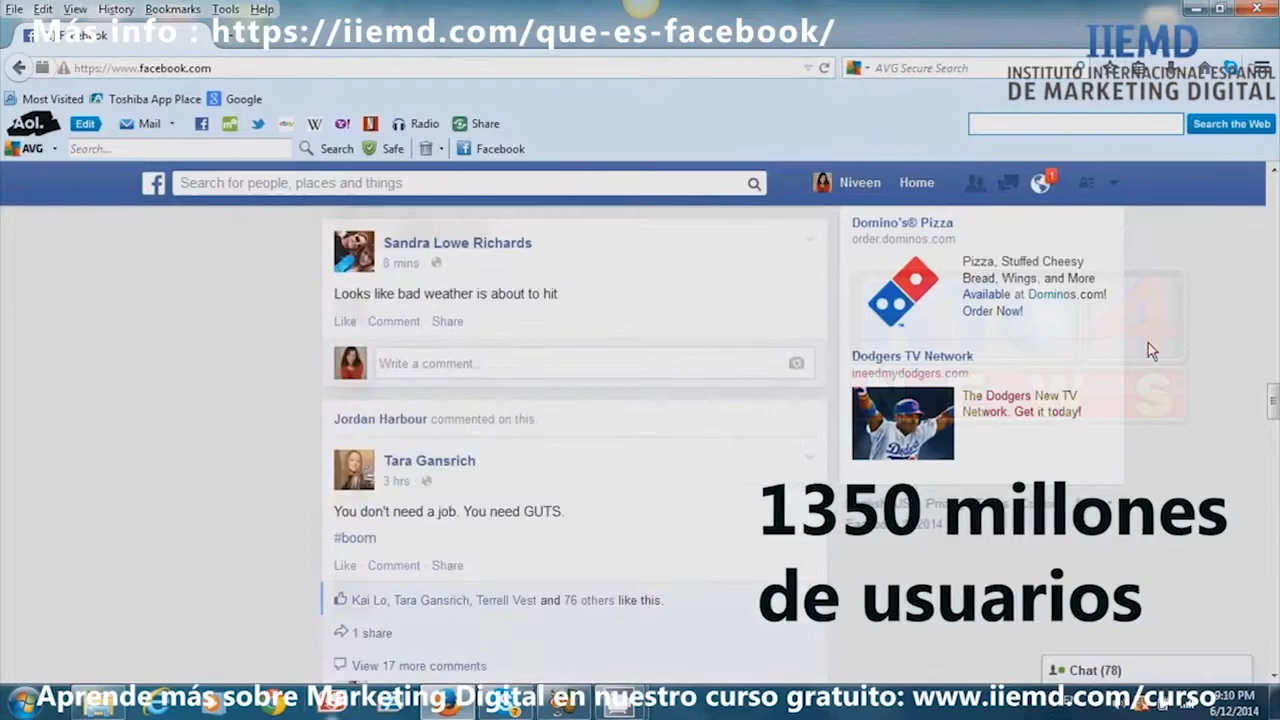 File Edit View History Bookmarks Tools Help
Más info : https://iiemd.com/que-es-facebook/
Facebook
IIEMD
INSTITUTO INTERNACIONAL ESPAÑOL
DE MARKETING DIGITAL
https://www.facebook.com
AVG Secure Search
Most Visited Toshiba App Place Google
Aol. Edit Mail Radio Share
Search the Web
AVG Search... Search Safe Facebook
Search for people, places and things
Niveen Home 1
Sandra Lowe Richards
8 mins
Looks like bad weather is about to hit
Like · Comment · Share
Write a comment...
Jordan Harbour commented on this.
Tara Gansrich
3 hrs
You don't need a job. You need GUTS.
#boom
Like · Comment · Share
Kai Lo, Tara Gansrich, Terrell Vest and 76 others like this.
1 share
View 17 more comments
Domino's® Pizza
order.dominos.com
Pizza, Stuffed Cheesy
Bread, Wings, and More
Available at Dominos.com!
Order Now!
Dodgers TV Network
ineedmydodgers.com
The Dodgers New TV
Network. Get it today!
1350 millones
de usuarios
Chat (78)
Aprende más sobre Marketing Digital en nuestro curso gratuito: www.iiemd.com/curso
9:10 PM
6/12/2014